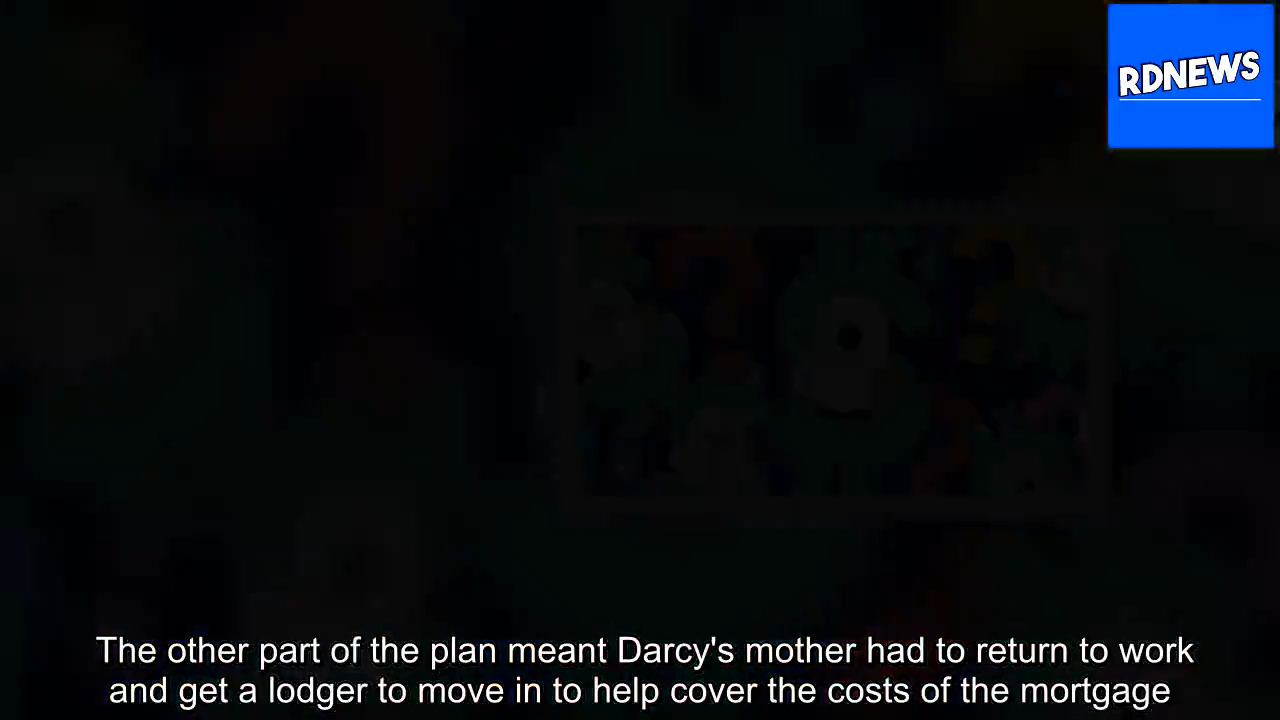 RDNEWS
The other part of the plan meant Darcy's mother had to return to work
and get a lodger to move in to help cover the costs of the mortgage